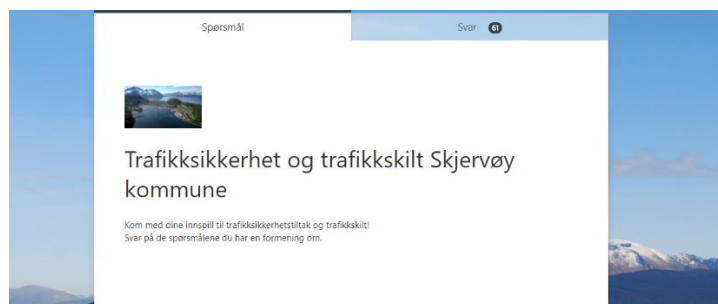 Spørsmål
Svar 61
Trafikksikkerhet og trafikkskilt Skjervøy
kommune
Kom med dine innspill til trafikksikkerhetstiltak og trafikkskilt!
Svar på de spørsmålene du har en formening om.